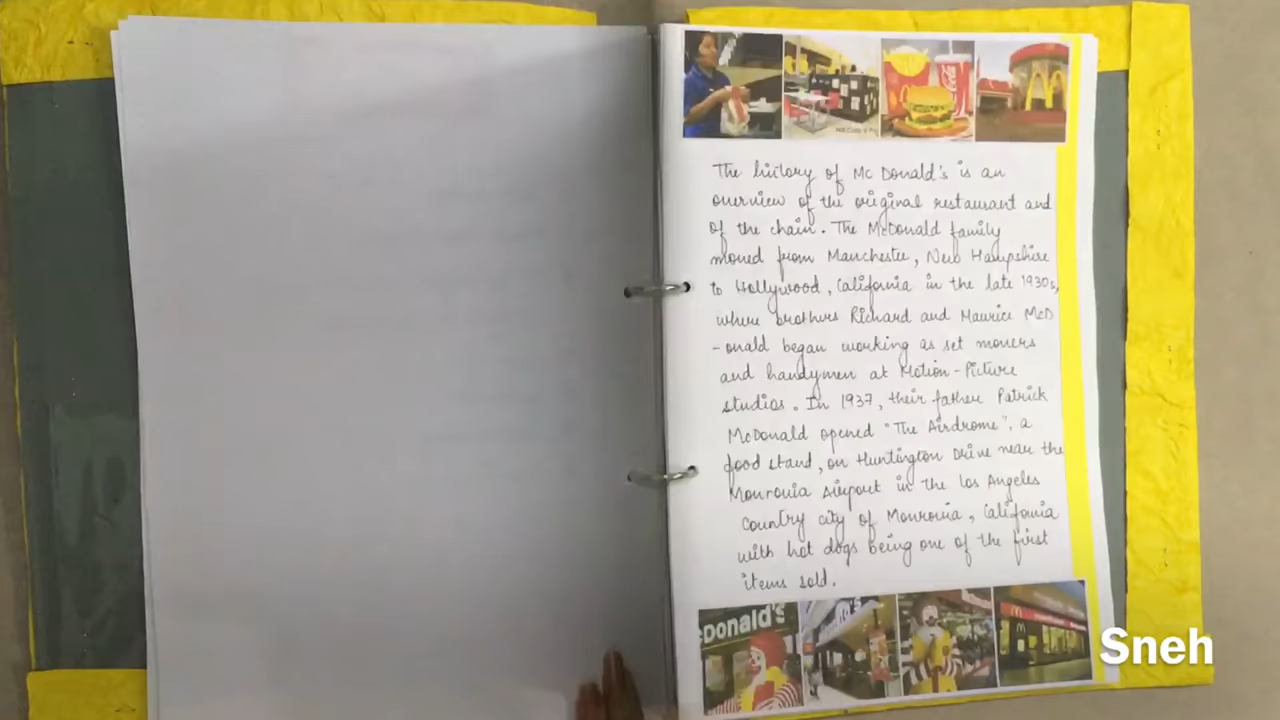 The history of Mc Donald's is an
overview of the original restaurant and
of the chain. The McDonald family
moved from Manchester, New Hampshire
to Hollywood, California in the late 1930s,
where brothers Richard and Maurice McD
-onald began working as set movers
and handymen at Motion-Picture
studios. In 1937, their father Patrick
McDonald opened "The Airdrome", a
food stand, on Huntington Drive near the
Monrovia Airport in the Los Angeles
Country city of Monrovia, California
with hot dogs being one of the first
items sold.
Donald's
Sneh